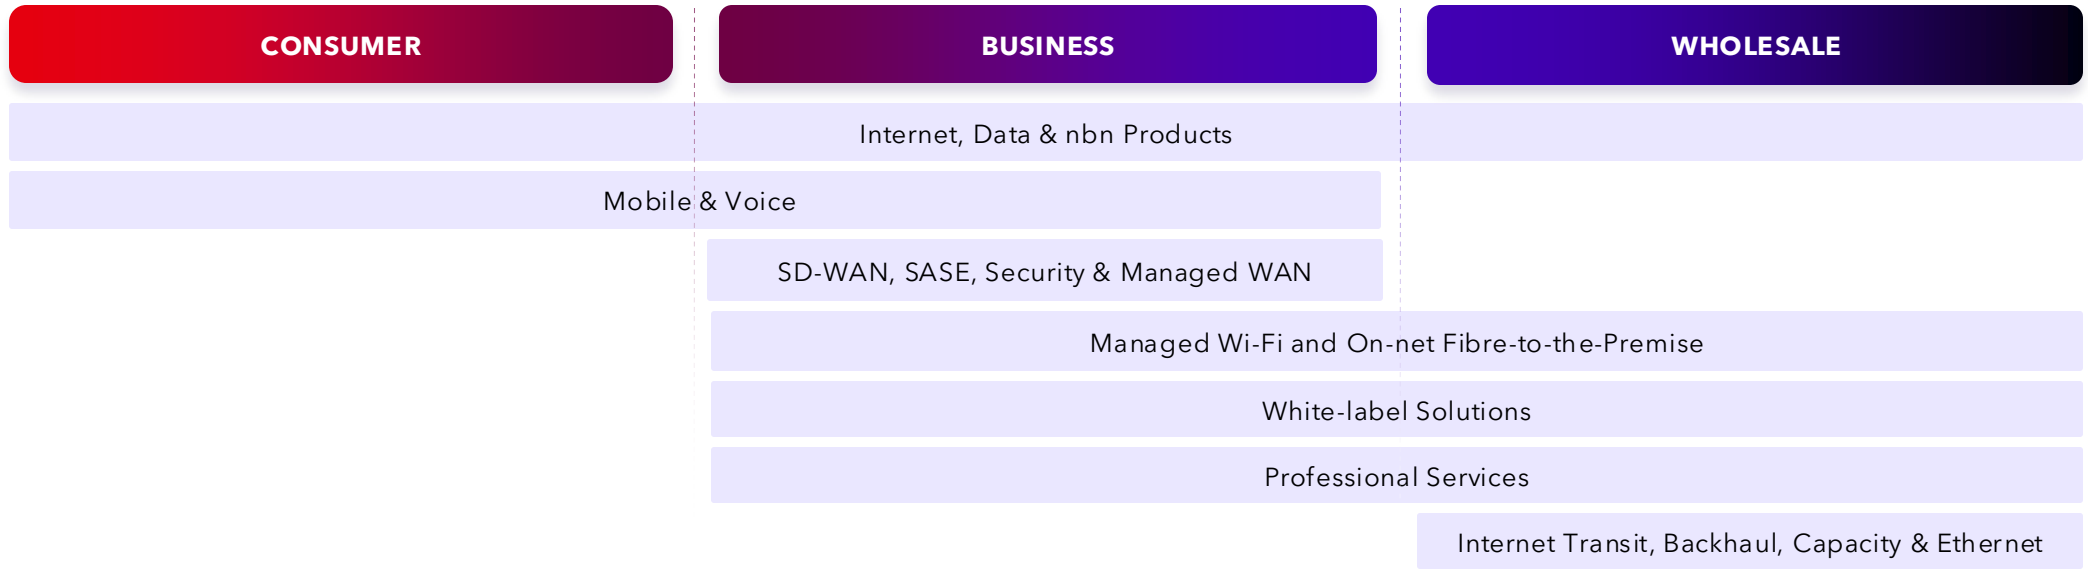 CONSUMER
BUSINESS
WHOLESALE
Internet, Data & nbn Products
Mobile & Voice
SD-WAN, SASE, Security & Managed WAN
Managed Wi-Fi and On-net Fibre-to-the-Premise
White-label Solutions
Professional Services
Internet Transit, Backhaul, Capacity & Ethernet